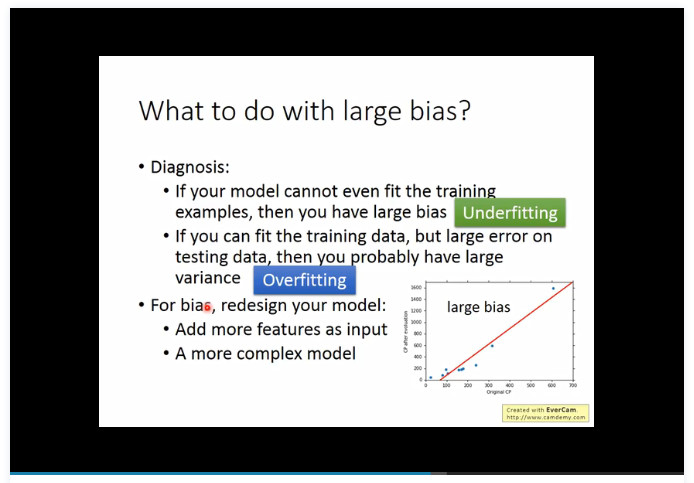 What to do with large bias?
• Diagnosis:
• If your model cannot even fit the training
examples, then you have large bias Underfitting
• If you can fit the training data, but large error on
testing data, then you probably have large
variance Overfitting
• For bias, redesign your model:
• Add more features as input
• A more complex model
large bias
CP after evaluation
1600
1400
1200
1000
800
600
400
200
0
0 100 200 300 400 500 600 700
Original CP
Created with EverCam.
http://www.camdemy.com